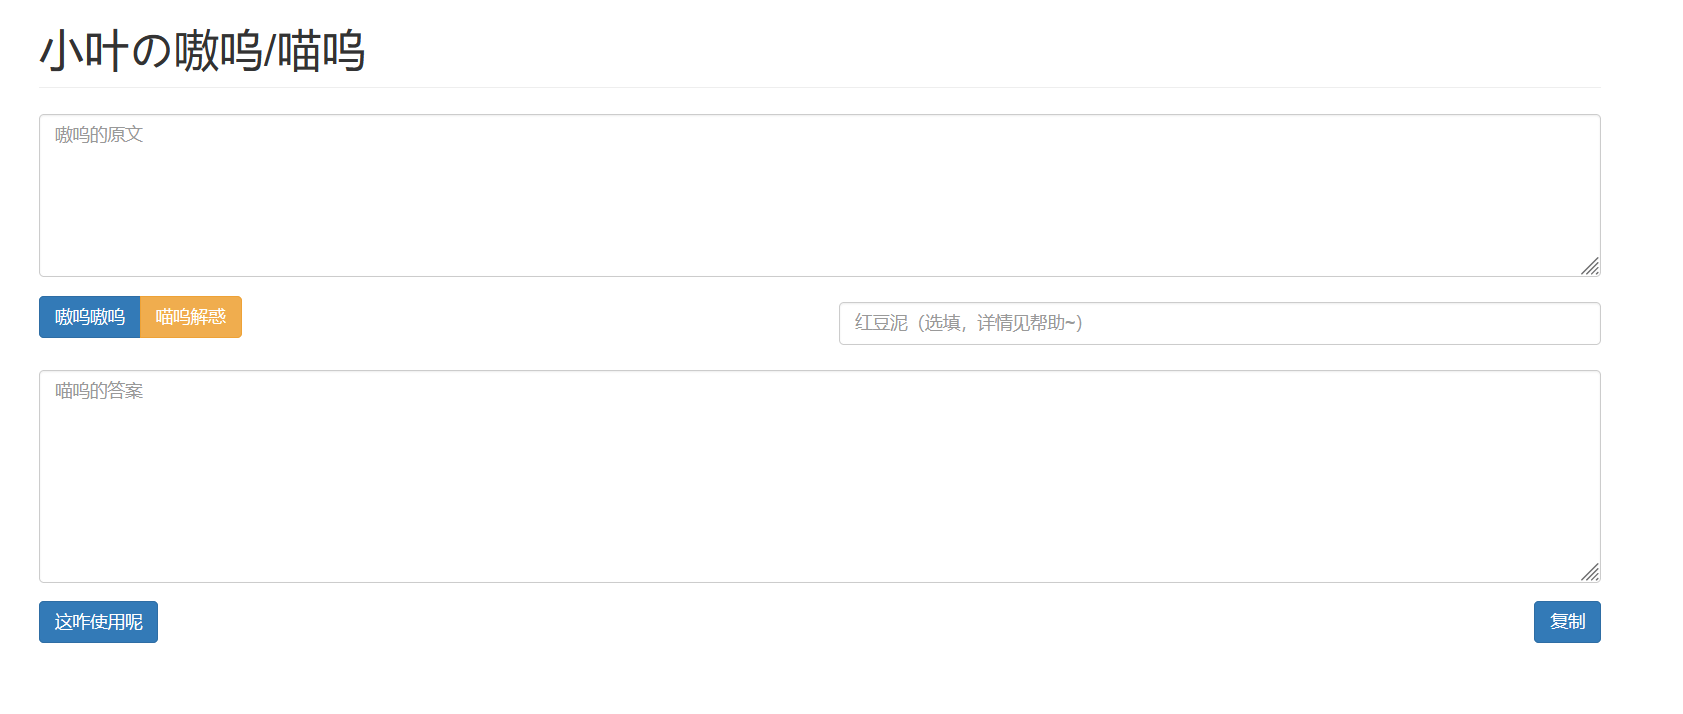 小叶の嗷呜/喵呜
嗷呜的原文
嗷呜嗷呜 喵呜解惑
红豆泥（选填，详情见帮助~）
喵呜的答案
这咋使用呢
复制